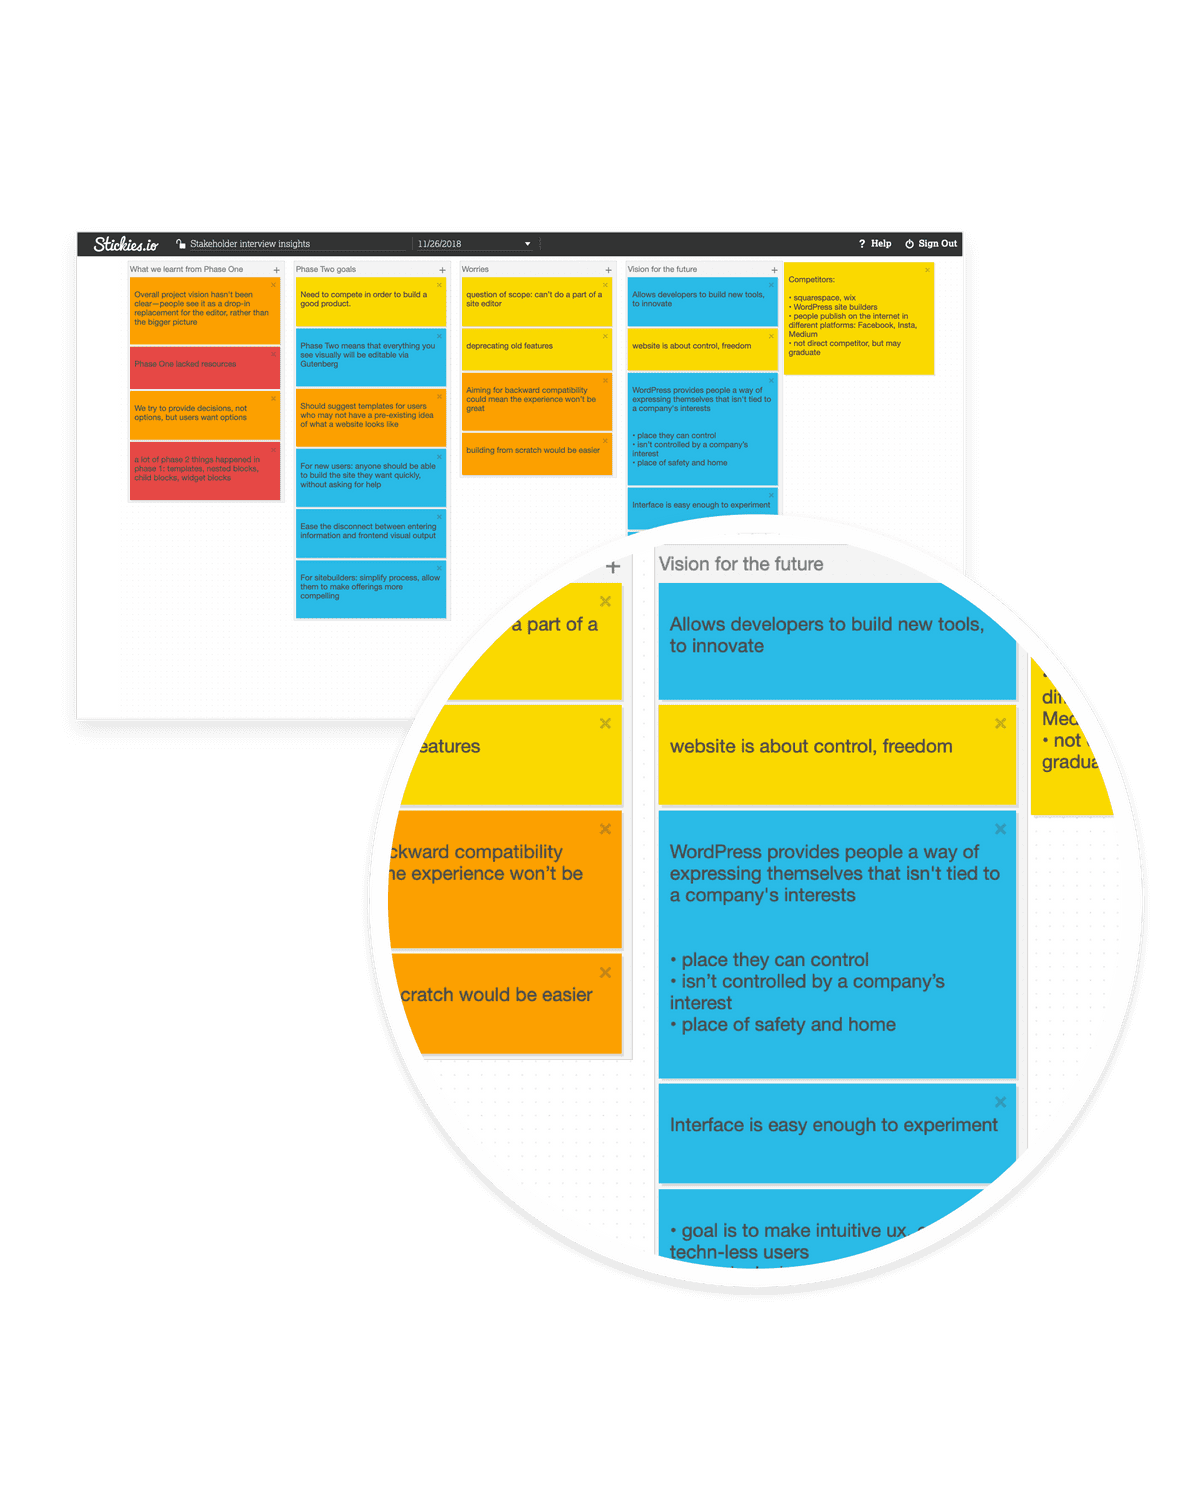 Stickies.io
Stakeholder interview insights
11/26/2018
? Help
Sign Out
What we learnt from Phase One +
Overall project vision hasn't been
clear—people see it as a drop-in
replacement for the editor, rather than
the bigger picture
Phase One lacked resources
We try to provide decisions, not
options, but users want options
a lot of phase 2 things happened in
phase 1: templates, nested blocks,
child blocks, widget blocks
Phase Two goals +
Need to compete in order to build a
good product.
Phase Two means that everything you
see visually will be editable via
Gutenberg
Should suggest templates for users
who may not have a pre-existing idea
of what a website looks like
For new users: anyone should be able
to build the site they want quickly,
without asking for help
Ease the disconnect between entering
information and frontend visual output
For sitebuilders: simplify process, allow
them to make offerings more
compelling
Worries +
question of scope: can't do a part of a
site editor
deprecating old features
Aiming for backward compatibility
could mean the experience won't be
great
building from scratch would be easier
Vision for the future +
Allows developers to build new tools,
to innovate
website is about control, freedom
WordPress provides people a way of
expressing themselves that isn't tied to
a company's interests
• place they can control
• isn't controlled by a company's
interest
• place of safety and home
Interface is easy enough to experiment
Competitors:
• squarespace, wix
• WordPress site builders
• people publish on the internet in
different platforms: Facebook, Insta,
Medium
• not direct competitor, but may
graduate
+
a part of a
eatures
ckward compatibility
he experience won't be
cratch would be easier
Vision for the future
Allows developers to build new tools,
to innovate
website is about control, freedom
WordPress provides people a way of
expressing themselves that isn't tied to
a company's interests
• place they can control
• isn't controlled by a company's
interest
• place of safety and home
Interface is easy enough to experiment
• goal is to make intuitive ux,
techn-less users
Med
• not
gradua